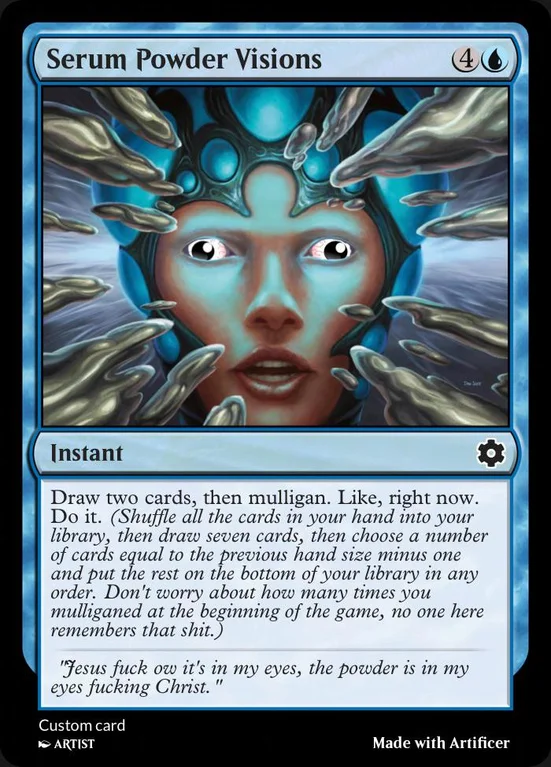 Serum Powder Visions
4
Instant
Draw two cards, then mulligan. Like, right now.
Do it. (Shuffle all the cards in your hand into your
library, then draw seven cards, then choose a number
of cards equal to the previous hand size minus one
and put the rest on the bottom of your library in any
order. Don't worry about how many times you
mulliganed at the beginning of the game, no one here
remembers that shit.)
"Jesus fuck ow it's in my eyes, the powder is in my
eyes fucking Christ."
Custom card
ARTIST
Made with Artificer